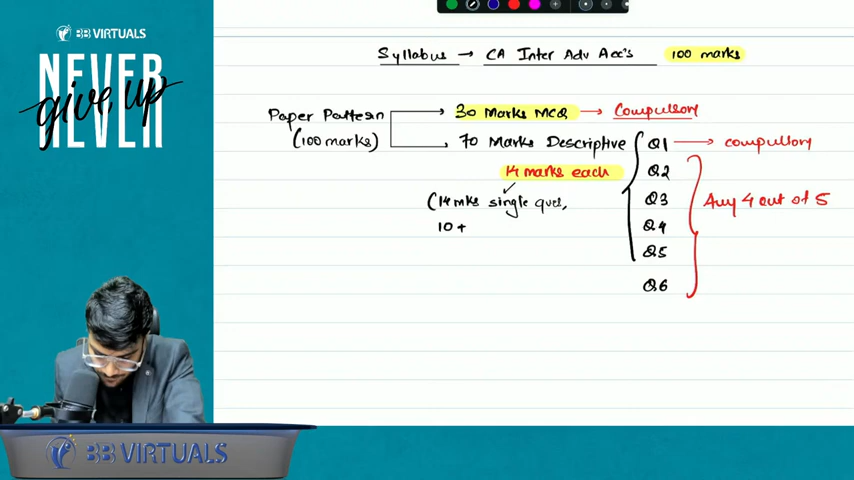 BB VIRTUALS
NEVER
give up
NEVER
Syllabus → CA Inter Adv Acc's 100 marks
Paper Pattern → 30 Marks MCQ → Compulsory
(100 marks) → 70 Marks Descriptive Q1 → compullory
14 marks each Q2
(14 mks single ques, Q3 Any 4 out of 5
10 + Q4
Q5
Q6
BB VIRTUALS